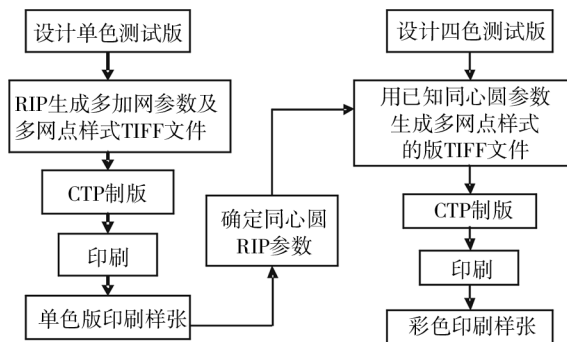 设计单色测试版
RIP生成多加网参数及
多网点样式TIFF文件
CTP制版
印刷
单色版印刷样张
确定同心圆
RIP参数
设计四色测试版
用已知同心圆参数
生成多网点样式
的版TIFF文件
CTP制版
印刷
彩色印刷样张